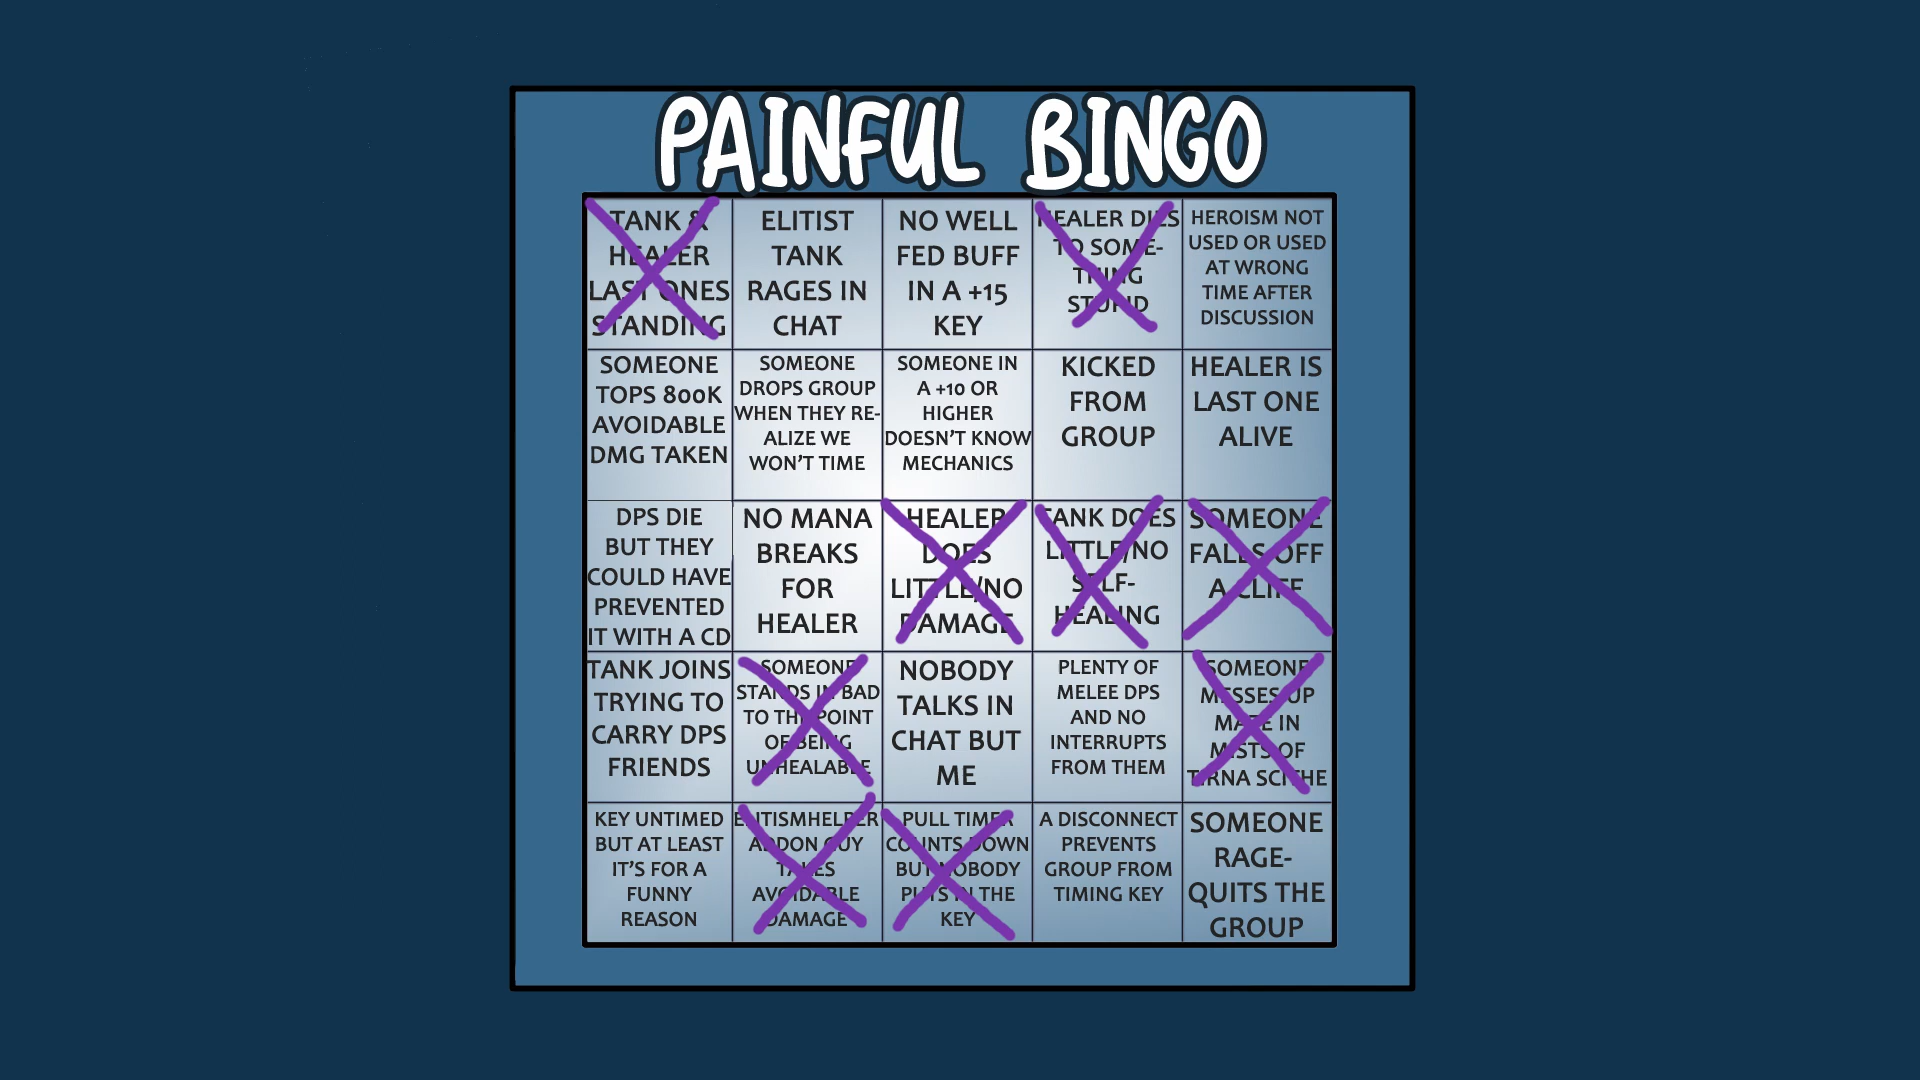 PAINFUL BINGO
TANK &
HEALER
LAST ONES
STANDING
ELITIST
TANK
RAGES IN
CHAT
NO WELL
FED BUFF
IN A +15
KEY
HEALER DIES
TO SOME-
THING
STUPID
HEROISM NOT
USED OR USED
AT WRONG
TIME AFTER
DISCUSSION
SOMEONE
TOPS 800K
AVOIDABLE
DMG TAKEN
SOMEONE
DROPS GROUP
WHEN THEY RE-
ALIZE WE
WON'T TIME
SOMEONE IN
A +10 OR
HIGHER
DOESN'T KNOW
MECHANICS
KICKED
FROM
GROUP
HEALER IS
LAST ONE
ALIVE
DPS DIE
BUT THEY
COULD HAVE
PREVENTED
IT WITH A CD
NO MANA
BREAKS
FOR
HEALER
HEALER
DOES
LITTLE/NO
DAMAGE
TANK DOES
LITTLE/NO
SELF-
HEALING
SOMEONE
FALLS OFF
A CLIFF
TANK JOINS
TRYING TO
CARRY DPS
FRIENDS
SOMEONE
STANDS IN BAD
TO THE POINT
OF BEING
UNHEALABLE
NOBODY
TALKS IN
CHAT BUT
ME
PLENTY OF
MELEE DPS
AND NO
INTERRUPTS
FROM THEM
SOMEONE
MESSES UP
MAZE IN
MISTS OF
TIRNA SCITHE
KEY UNTIMED
BUT AT LEAST
IT'S FOR A
FUNNY
REASON
ELITISMHELPER
ADDON GUY
TAKES
AVOIDABLE
DAMAGE
PULL TIMER
COUNTS DOWN
BUT NOBODY
PUTS IN THE
KEY
A DISCONNECT
PREVENTS
GROUP FROM
TIMING KEY
SOMEONE
RAGE-
QUITS THE
GROUP